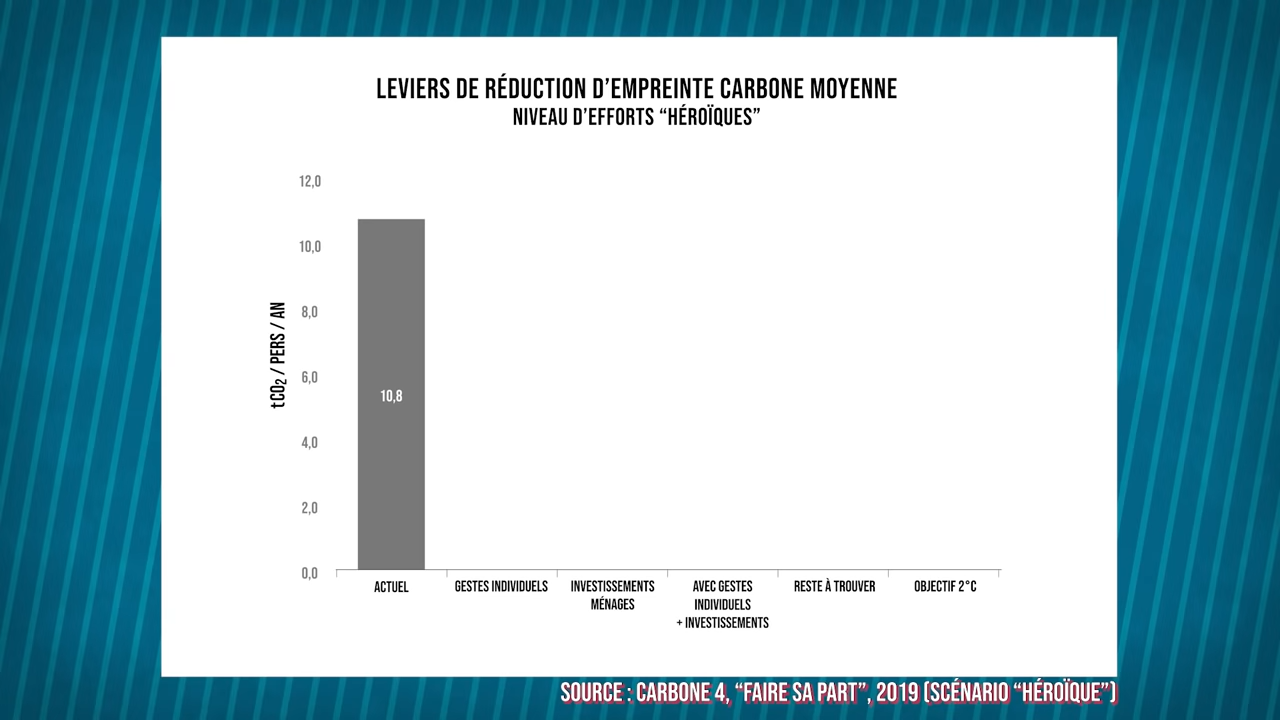 LEVIERS DE RÉDUCTION D'EMPREINTE CARBONE MOYENNE
NIVEAU D'EFFORTS “HÉROÏQUES”
tCO₂ / PERS / AN
12,0
10,0
8,0
6,0
4,0
2,0
0,0
10,8
ACTUEL
GESTES INDIVIDUELS
INVESTISSEMENTS
MÉNAGES
AVEC GESTES
INDIVIDUELS
+ INVESTISSEMENTS
RESTE À TROUVER
OBJECTIF 2°C
SOURCE : CARBONE 4, “FAIRE SA PART”, 2019 (SCÉNARIO “HÉROÏQUE”)